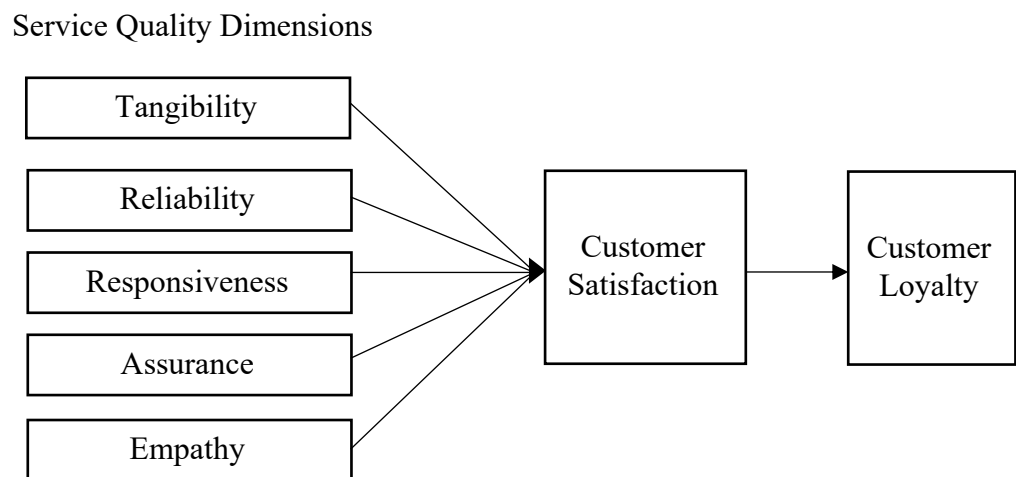 Service Quality Dimensions
Tangibility
Reliability
Responsiveness
Assurance
Empathy
Customer
Satisfaction
Customer
Loyalty